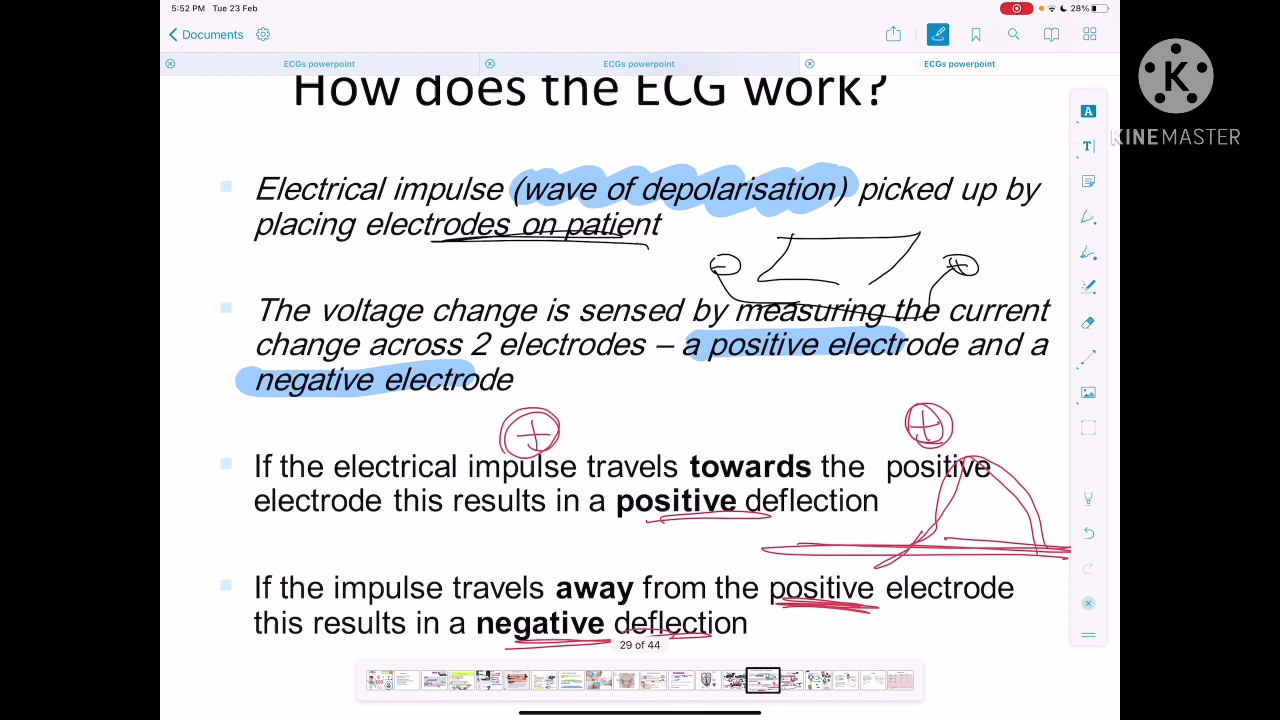 5:52 PM Tue 23 Feb
28%
Documents
ECGs powerpoint
ECGs powerpoint
ECGs powerpoint
K
KINEMASTER
How does the ECG work?
Electrical impulse (wave of depolarisation) picked up by
placing electrodes on patient
- +
The voltage change is sensed by measuring the current
change across 2 electrodes – a positive electrode and a
negative electrode
+ +
If the electrical impulse travels towards the positive
electrode this results in a positive deflection
If the impulse travels away from the positive electrode
this results in a negative deflection
29 of 44
A
T